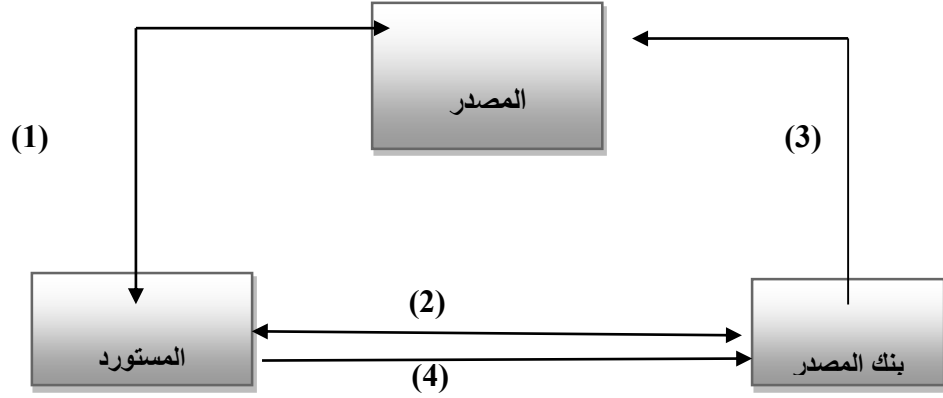 المصدر
(1)
(3)
(2)
المستورد
بنك المصدر
(4)